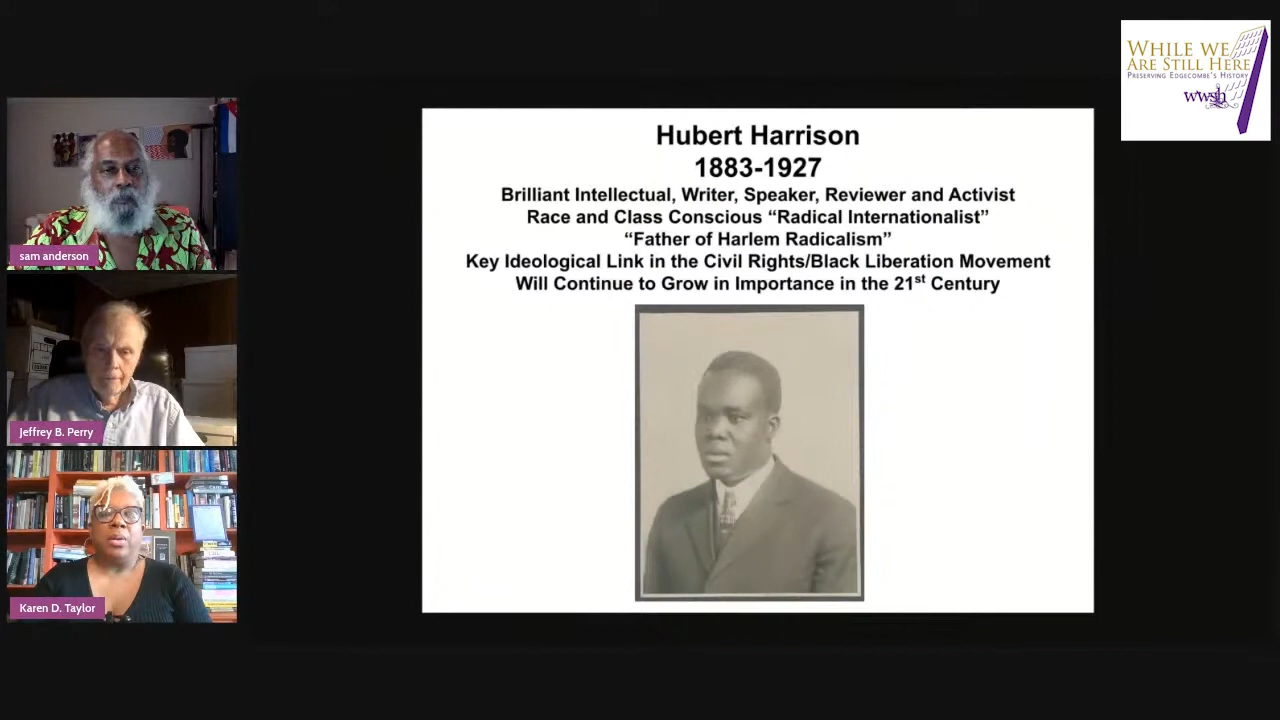 WHILE WE
ARE STILL HERE
PRESERVING EDGECOMBE'S HISTORY
wwsh
sam anderson
Jeffrey B. Perry
Karen D. Taylor
Hubert Harrison
1883-1927
Brilliant Intellectual, Writer, Speaker, Reviewer and Activist
Race and Class Conscious “Radical Internationalist”
“Father of Harlem Radicalism”
Key Ideological Link in the Civil Rights/Black Liberation Movement
Will Continue to Grow in Importance in the 21st Century